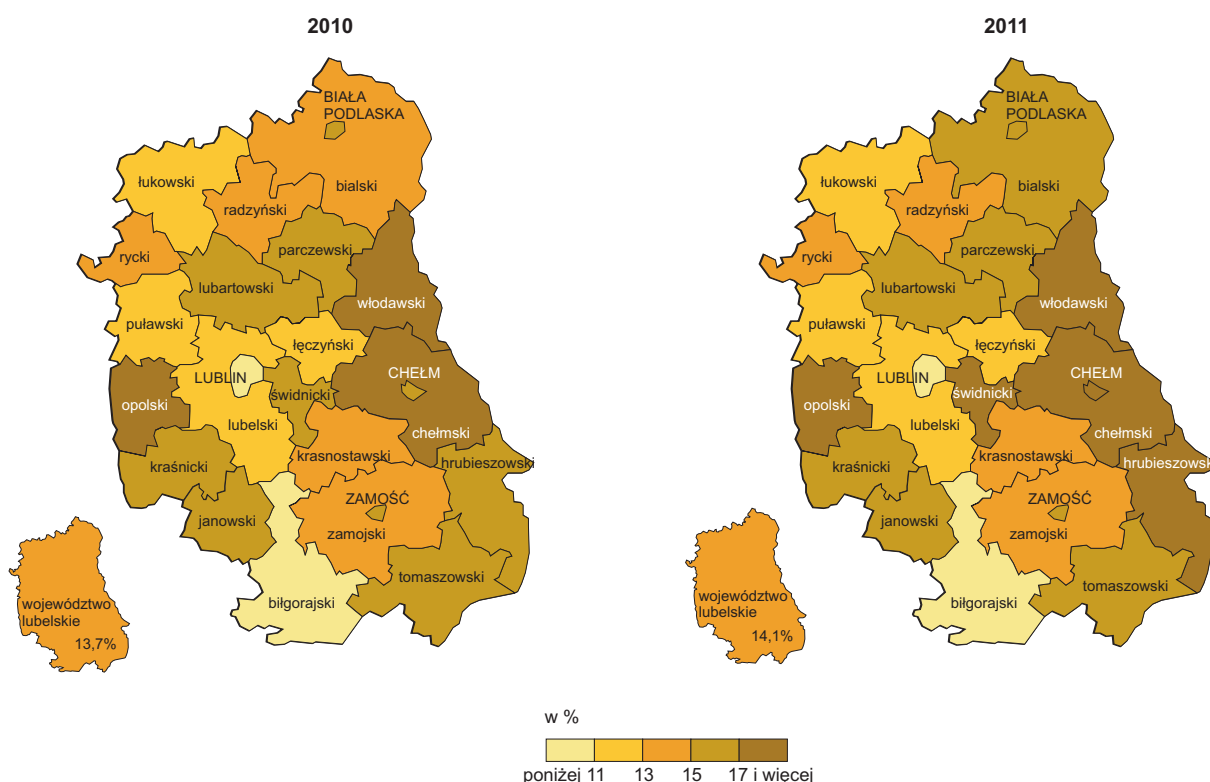 2010
BIAŁA
PODLASKA
łukowski
bialski
radzyński
parczewski
rycki
lubartowski
włodawski
puławski
łęczyński
LUBLIN
CHEŁM
opolski
świdnicki
lubelski
chełmski
krasnostawski
hrubieszowski
kraśnicki
ZAMOŚĆ
janowski
zamojski
tomaszowski
biłgorajski
województwo
lubelskie
13,7%
2011
BIAŁA
PODLASKA
łukowski
bialski
radzyński
parczewski
rycki
lubartowski
włodawski
puławski
łęczyński
LUBLIN
CHEŁM
świdnicki
opolski
lubelski
chełmski
krasnostawski
hrubieszowski
kraśnicki
ZAMOŚĆ
janowski
zamojski
tomaszowski
biłgorajski
województwo
lubelskie
14,1%
w %
poniżej 11 13 15 17 i więcej